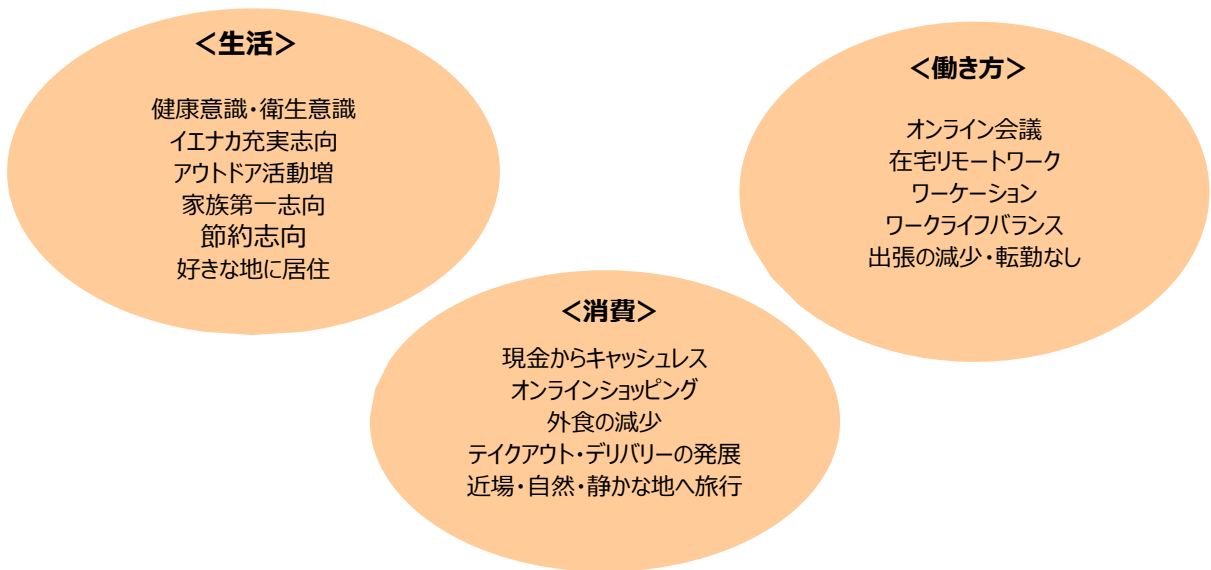 ＜生活＞
健康意識・衛生意識
イエナカ充実志向
アウトドア活動増
家族第一志向
節約志向
好きな地に居住
＜働き方＞
オンライン会議
在宅リモートワーク
ワーケーション
ワークライフバランス
出張の減少・転勤なし
＜消費＞
現金からキャッシュレス
オンラインショッピング
外食の減少
テイクアウト・デリバリーの発展
近場・自然・静かな地へ旅行